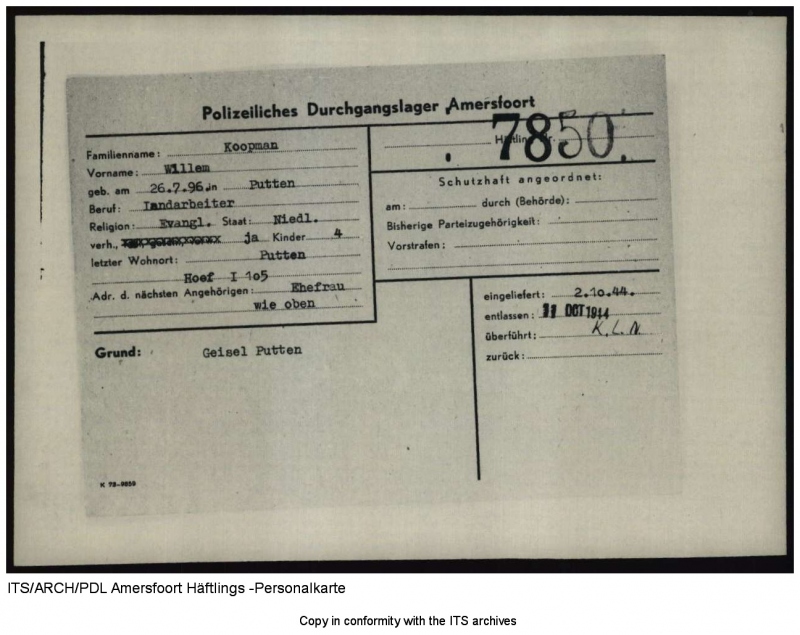 Polizeiliches Durchgangslager Amersfoort
Häftling Nr. 7850.
Familienname: Koopman
Vorname: Willem
geb. am 26.7.96 in Putten
Beruf: Landarbeiter
Religion: Evangl. Staat: Niedl.
verh., ja Kinder 4
letzter Wohnort: Putten
Hoef I 105
Adr. d. nächsten Angehörigen: Ehefrau
wie oben
Schutzhaft angeordnet:
am: durch (Behörde):
Bisherige Parteizugehörigkeit:
Vorstrafen:
eingeliefert: 2.10.44.
entlassen: 11 OCT 1944
überführt: K.L.N.
zurück:
Grund: Geisel Putten
K 73-9859
ITS/ARCH/PDL Amersfoort Häftlings -Personalkarte
Copy in conformity with the ITS archives